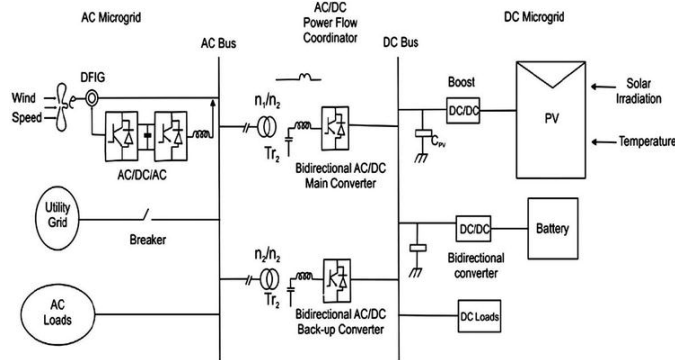 AC Microgrid
AC/DC
Power Flow
Coordinator
DC Microgrid
AC Bus
DC Bus
DFIG
Wind
Speed
AC/DC/AC
n₁/n₂
Tr₂
Bidirectional AC/DC
Main Converter
Boost
DC/DC
C_PV
PV
Solar
Irradiation
Temperature
Utility
Grid
Breaker
DC/DC
Bidirectional
converter
Battery
n₂/n₂
Tr₂
Bidirectional AC/DC
Back-up Converter
AC
Loads
DC Loads